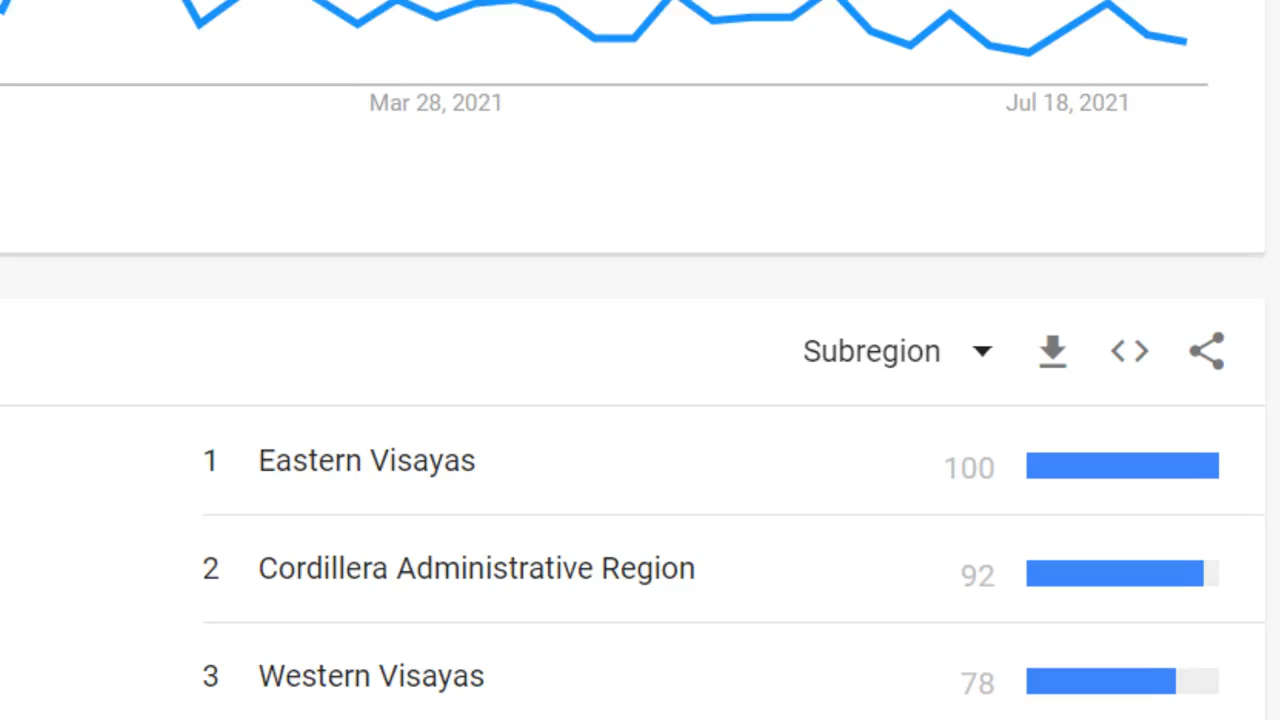 Mar 28, 2021 Jul 18, 2021
Subregion
1 Eastern Visayas 100
2 Cordillera Administrative Region 92
3 Western Visayas 78